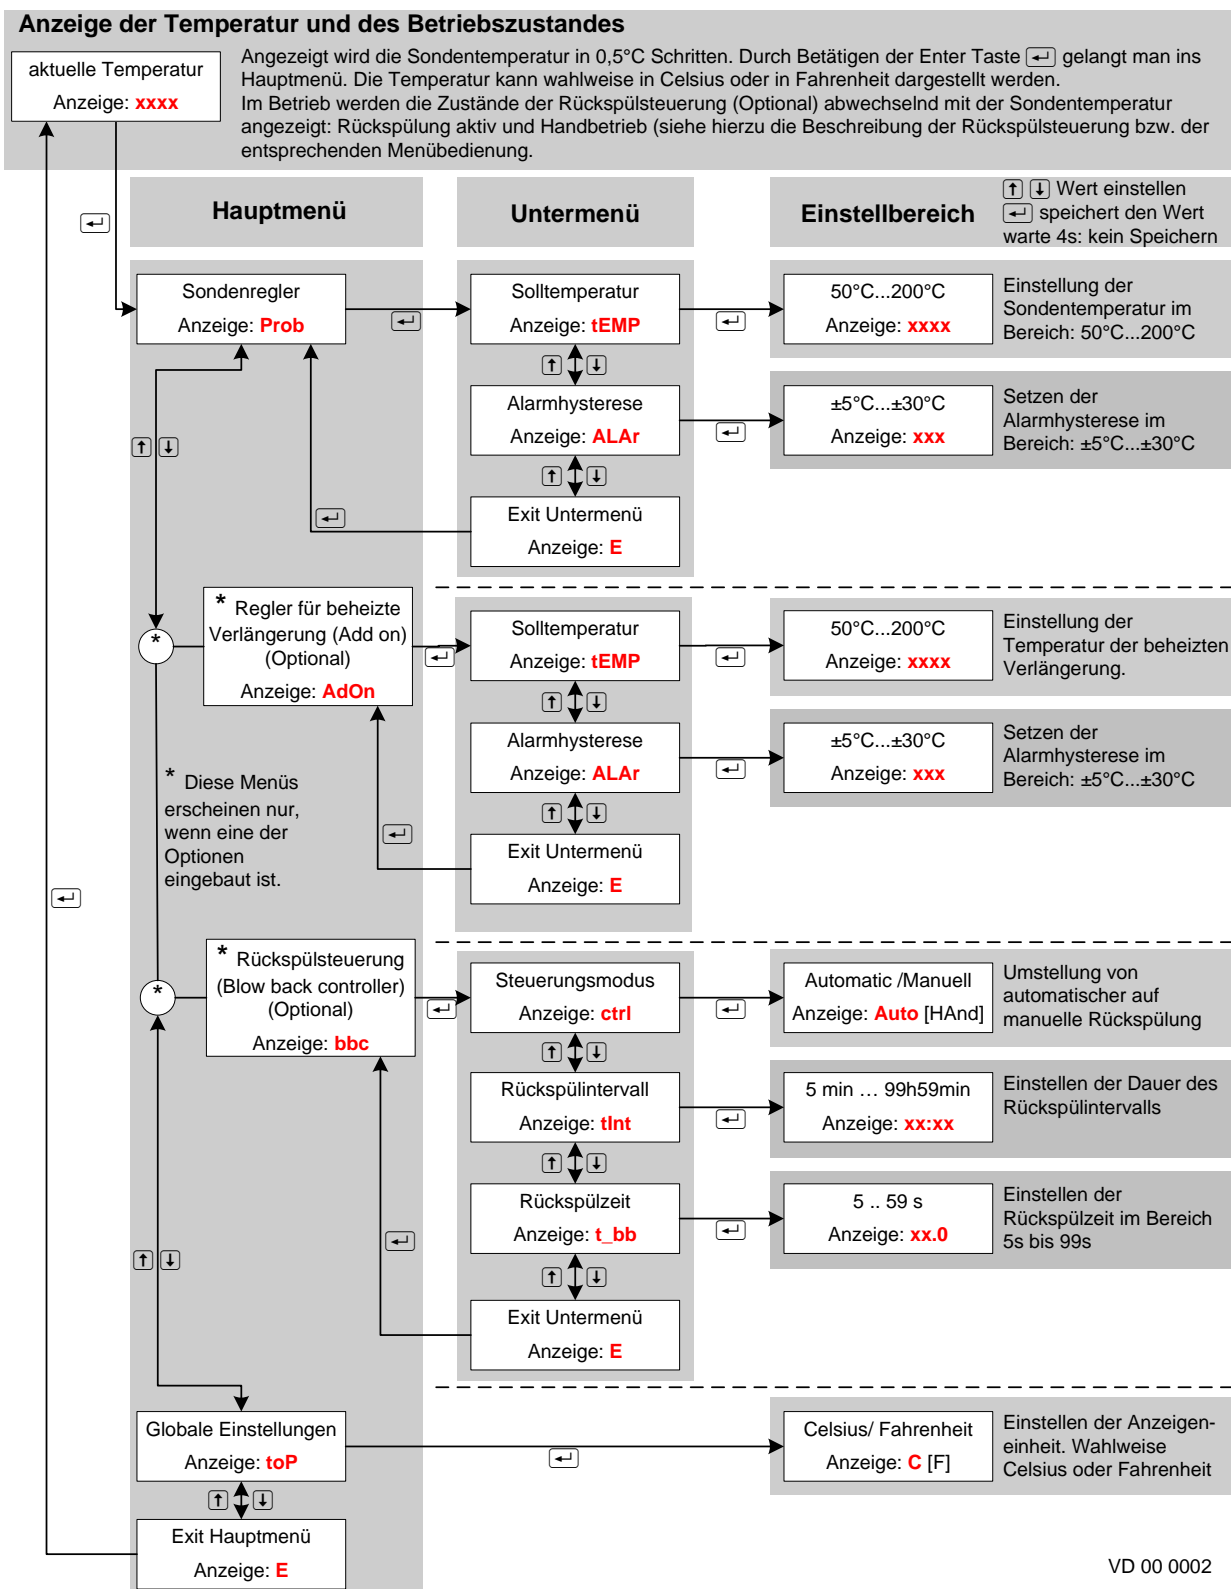 Anzeige der Temperatur und des Betriebszustandes
aktuelle Temperatur
Anzeige: xxxx
Angezeigt wird die Sondentemperatur in 0,5°C Schritten. Durch Betätigen der Enter Taste ↵ gelangt man ins
Hauptmenü. Die Temperatur kann wahlweise in Celsius oder in Fahrenheit dargestellt werden.
Im Betrieb werden die Zustände der Rückspülsteuerung (Optional) abwechselnd mit der Sondentemperatur
angezeigt: Rückspülung aktiv und Handbetrieb (siehe hierzu die Beschreibung der Rückspülsteuerung bzw. der
entsprechenden Menübedienung.
Hauptmenü
Untermenü
Einstellbereich
↑ ↓ Wert einstellen
↵ speichert den Wert
warte 4s: kein Speichern
Sondenregler
Anzeige: Prob
Solltemperatur
Anzeige: tEMP
50°C...200°C
Anzeige: xxxx
Einstellung der
Sondentemperatur im
Bereich: 50°C...200°C
Alarmhysterese
Anzeige: ALAr
±5°C...±30°C
Anzeige: xxx
Setzen der
Alarmhysterese im
Bereich: ±5°C...±30°C
Exit Untermenü
Anzeige: E
* Regler für beheizte
Verlängerung (Add on)
(Optional)
Anzeige: AdOn
*
Solltemperatur
Anzeige: tEMP
50°C...200°C
Anzeige: xxxx
Einstellung der
Temperatur der beheizten
Verlängerung.
Alarmhysterese
Anzeige: ALAr
±5°C...±30°C
Anzeige: xxx
Setzen der
Alarmhysterese im
Bereich: ±5°C...±30°C
* Diese Menüs
erscheinen nur,
wenn eine der
Optionen
eingebaut ist.
Exit Untermenü
Anzeige: E
* Rückspülsteuerung
(Blow back controller)
(Optional)
Anzeige: bbc
*
Steuerungsmodus
Anzeige: ctrl
Automatic /Manuell
Anzeige: Auto [HAnd]
Umstellung von
automatischer auf
manuelle Rückspülung
Rückspülintervall
Anzeige: tInt
5 min … 99h59min
Anzeige: xx:xx
Einstellen der Dauer des
Rückspülintervalls
Rückspülzeit
Anzeige: t_bb
5 .. 59 s
Anzeige: xx.0
Einstellen der
Rückspülzeit im Bereich
5s bis 99s
Exit Untermenü
Anzeige: E
Globale Einstellungen
Anzeige: toP
Celsius/ Fahrenheit
Anzeige: C [F]
Einstellen der Anzeigen-
einheit. Wahlweise
Celsius oder Fahrenheit
Exit Hauptmenü
Anzeige: E
VD 00 0002